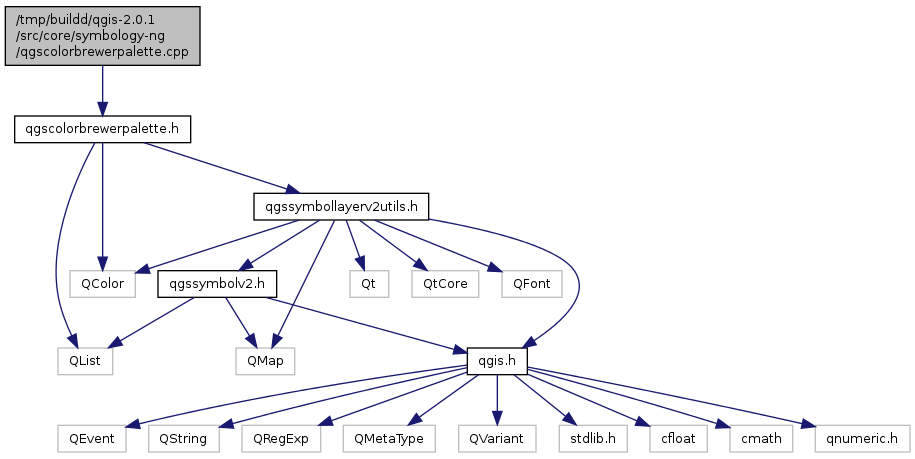 /tmp/buildd/qgis-2.0.1
/src/core/symbology-ng
/qgscolorbrewerpalette.cpp
qgscolorbrewerpalette.h
qgssymbollayerv2utils.h
QColor
qgssymbolv2.h
Qt
QtCore
QFont
QList
QMap
qgis.h
QEvent
QString
QRegExp
QMetaType
QVariant
stdlib.h
cfloat
cmath
qnumeric.h